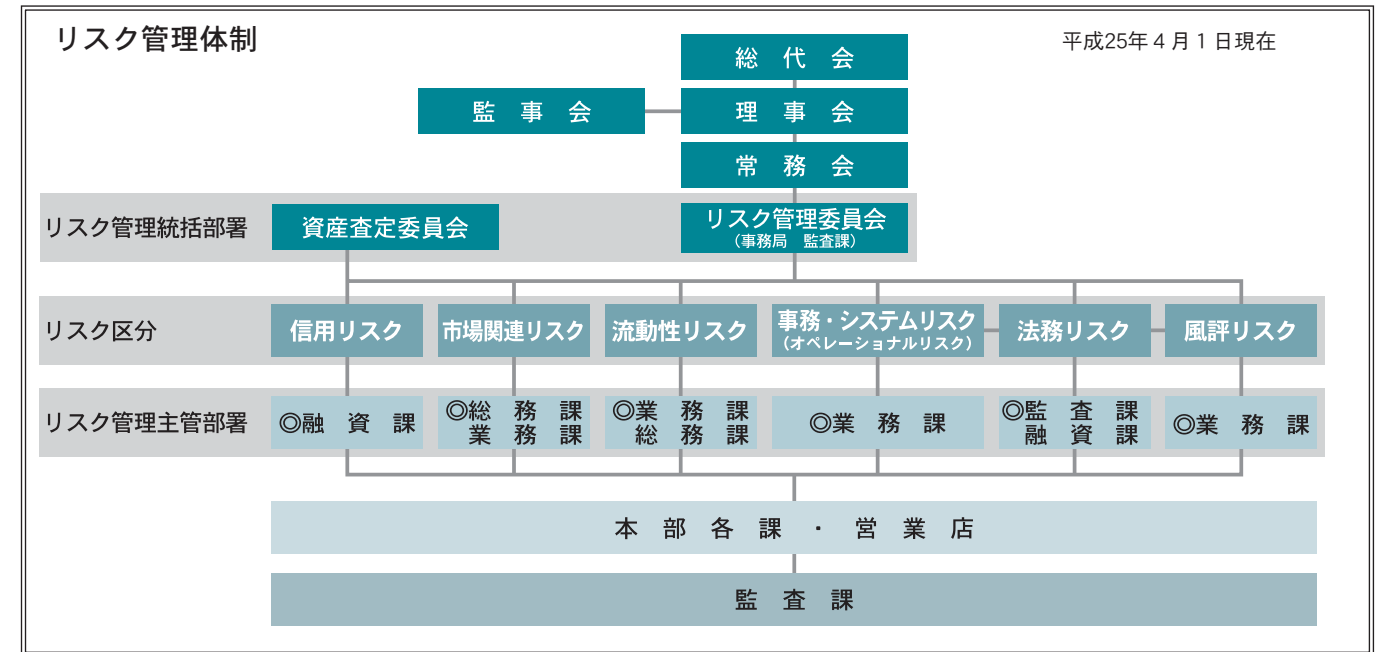 リスク管理体制
平成25年4月1日現在
総代会
監事会
理事会
常務会
リスク管理統括部署
資産査定委員会
リスク管理委員会
(事務局 監査課)
リスク区分
信用リスク
市場関連リスク
流動性リスク
事務・システムリスク
(オペレーショナルリスク)
法務リスク
風評リスク
リスク管理主管部署
◎融資課
◎総務課
業務課
◎業務課
総務課
◎業務課
◎監査課
融資課
◎業務課
本部各課・営業店
監査課